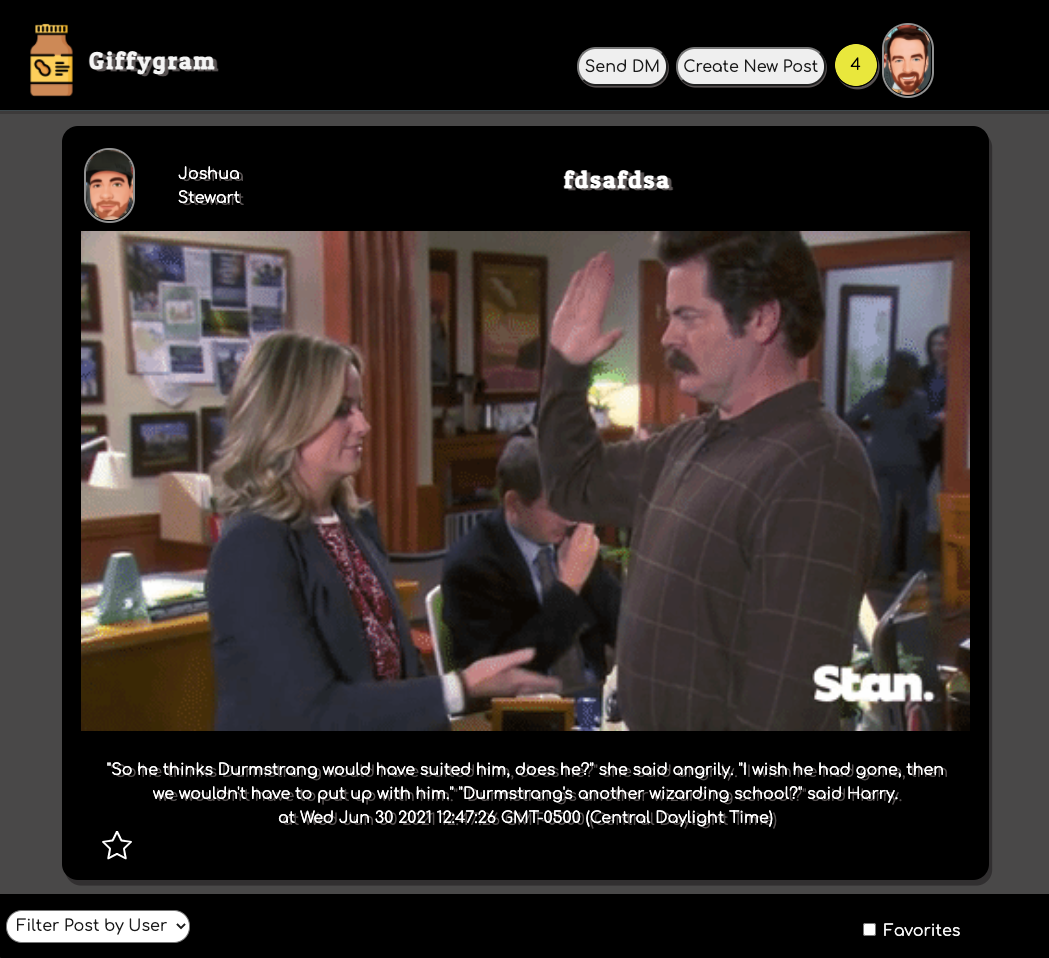 Giffygram
Send DM
Create New Post
4
Joshua
Stewart
fdsafdsa
Stan.
"So he thinks Durmstrang would have suited him, does he?" she said angrily. "I wish he had gone, then
we wouldn't have to put up with him." "Durmstrang's another wizarding school?" said Harry.
at Wed Jun 30 2021 12:47:26 GMT-0500 (Central Daylight Time)
Filter Post by User
Favorites